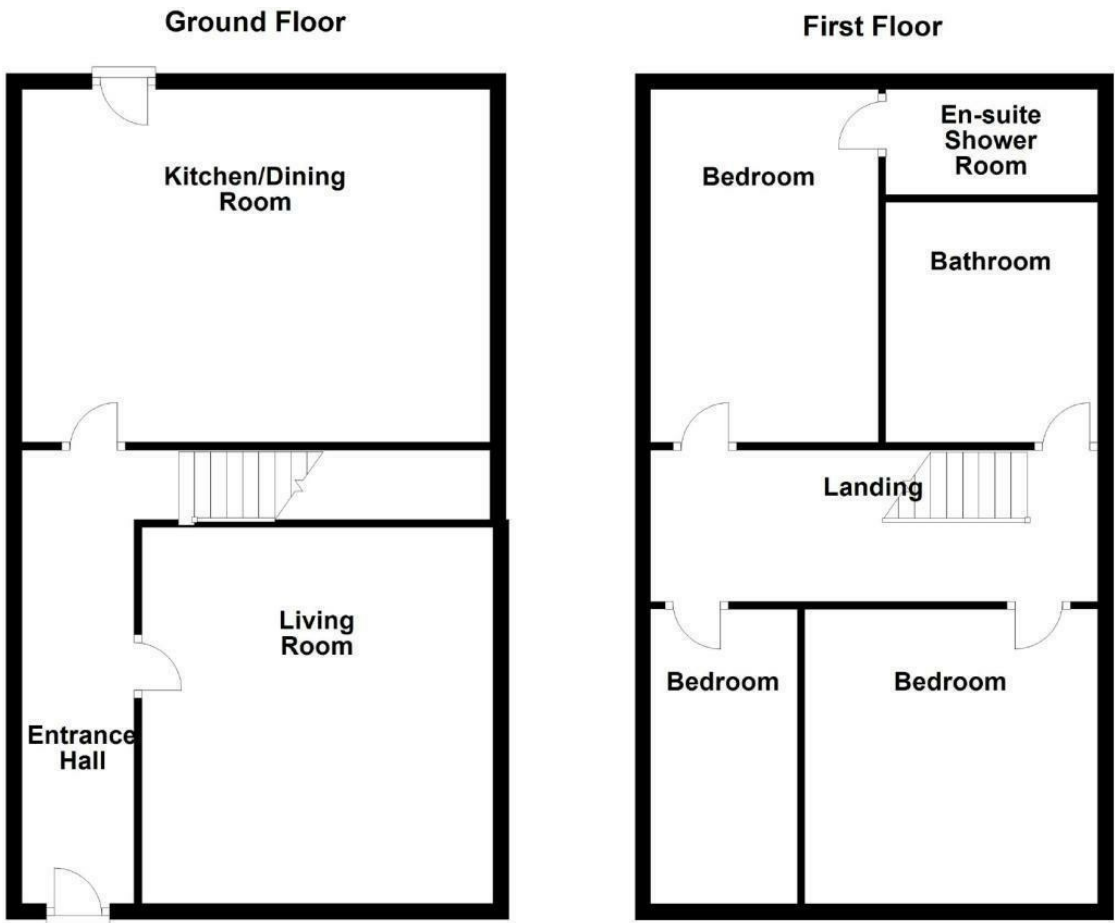 Ground Floor
Kitchen/Dining
Room
Living
Room
Entrance
Hall
First Floor
En-suite
Shower
Room
Bedroom
Bathroom
Landing
Bedroom
Bedroom